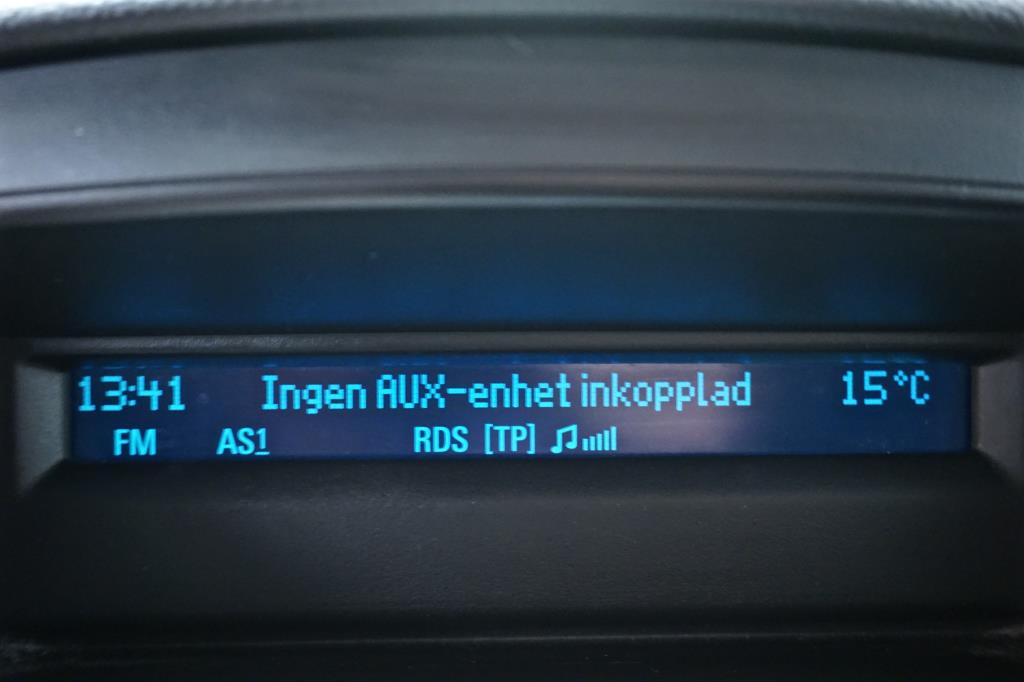 13:41 Ingen AUX-enhet inkopplad 15°C
FM AS1 RDS [TP]